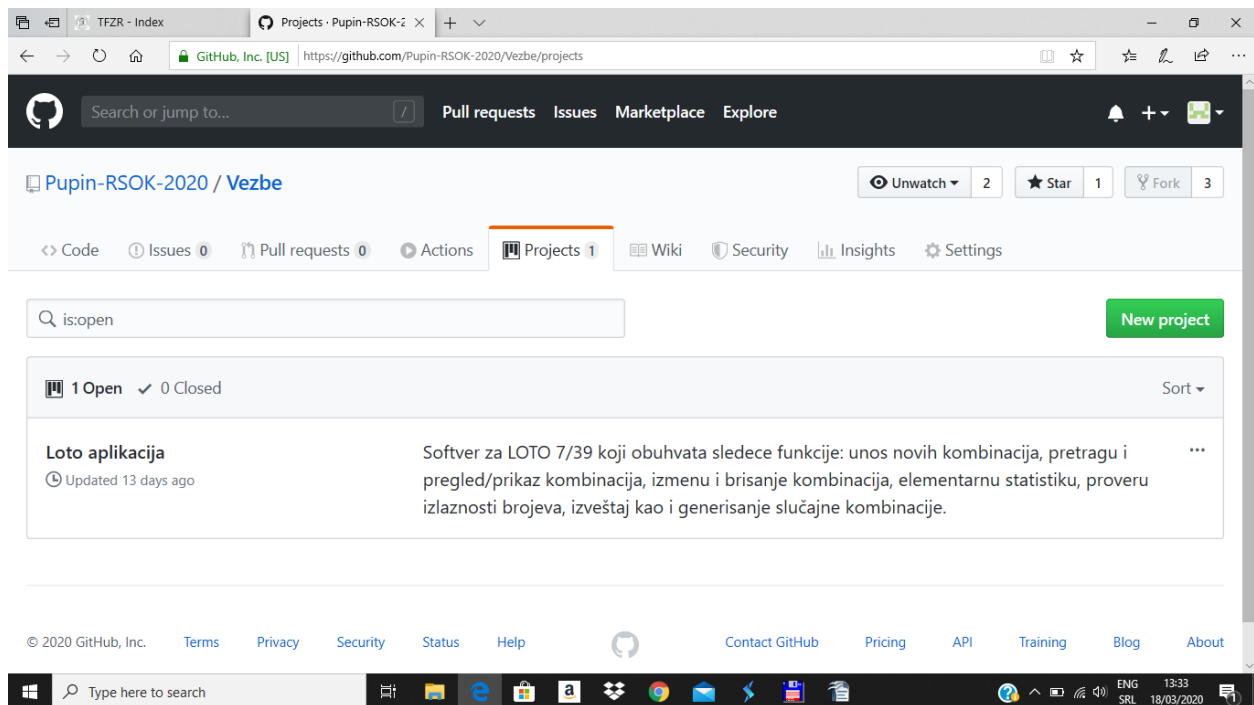 TFZR - Index
Projects · Pupin-RSOK-2
GitHub, Inc. [US] https://github.com/Pupin-RSOK-2020/Vezbe/projects
Search or jump to... / Pull requests Issues Marketplace Explore
Pupin-RSOK-2020 / Vezbe Unwatch 2 Star 1 Fork 3
Code Issues 0 Pull requests 0 Actions Projects 1 Wiki Security Insights Settings
is:open New project
1 Open 0 Closed Sort
Loto aplikacija
Updated 13 days ago
Softver za LOTO 7/39 koji obuhvata sledece funkcije: unos novih kombinacija, pretragu i
pregled/prikaz kombinacija, izmenu i brisanje kombinacija, elementarnu statistiku, proveru
izlaznosti brojeva, izveštaj kao i generisanje slučajne kombinacije.
© 2020 GitHub, Inc. Terms Privacy Security Status Help Contact GitHub Pricing API Training Blog About
Type here to search
ENG 13:33
SRL 18/03/2020